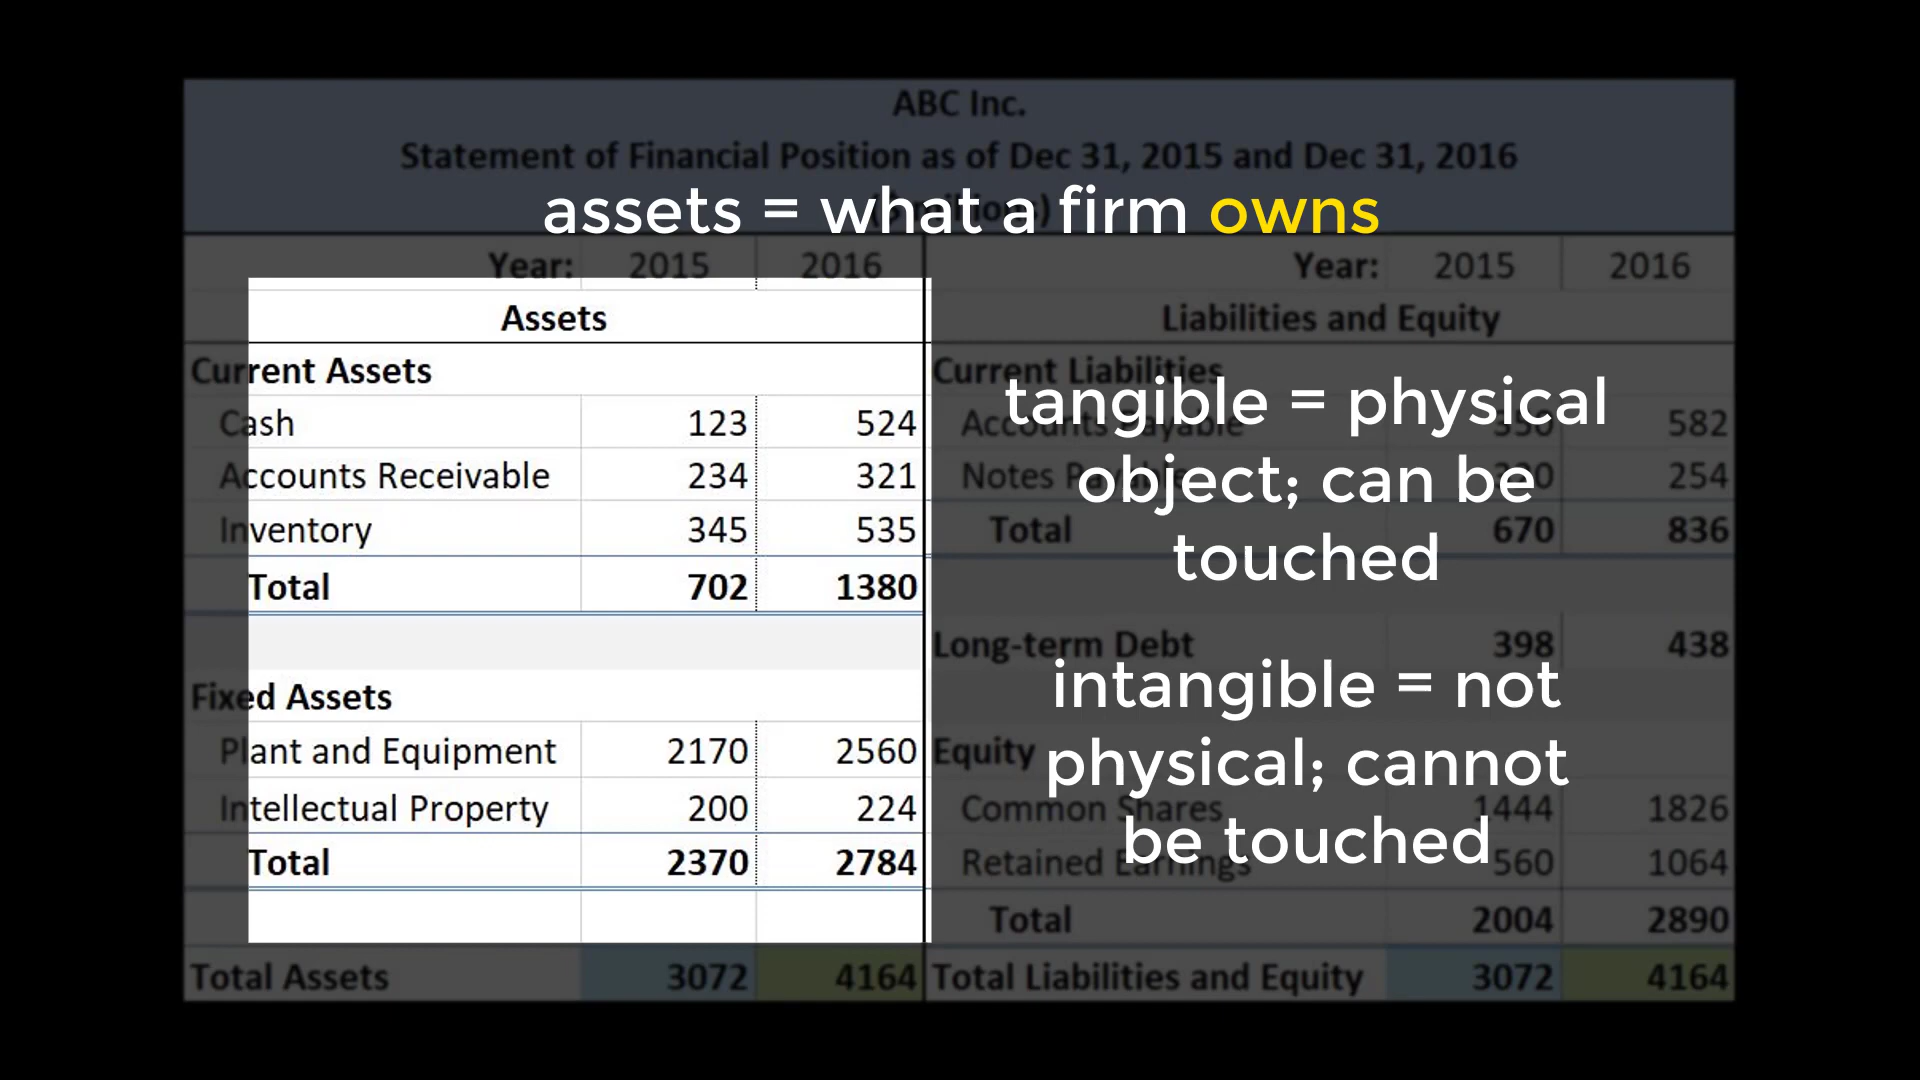 ABC Inc.
Statement of Financial Position as of Dec 31, 2015 and Dec 31, 2016
assets = what a firm owns
Year: 2015 2016 Year: 2015 2016
Assets Liabilities and Equity
Current Assets Current Liabilities
Cash 123 524 Accounts Payable 350 582
Accounts Receivable 234 321 Notes 254
Inventory 345 535 Total 670 836
Total 702 1380
Long-term Debt 398 438
Fixed Assets
Plant and Equipment 2170 2560 Equity
Intellectual Property 200 224 Common Shares 1444 1826
Total 2370 2784 Retained Earnings 560 1064
Total 2004 2890
Total Assets 3072 4164 Total Liabilities and Equity 3072 4164
tangible = physical
object; can be
touched
intangible = not
physical; cannot
be touched